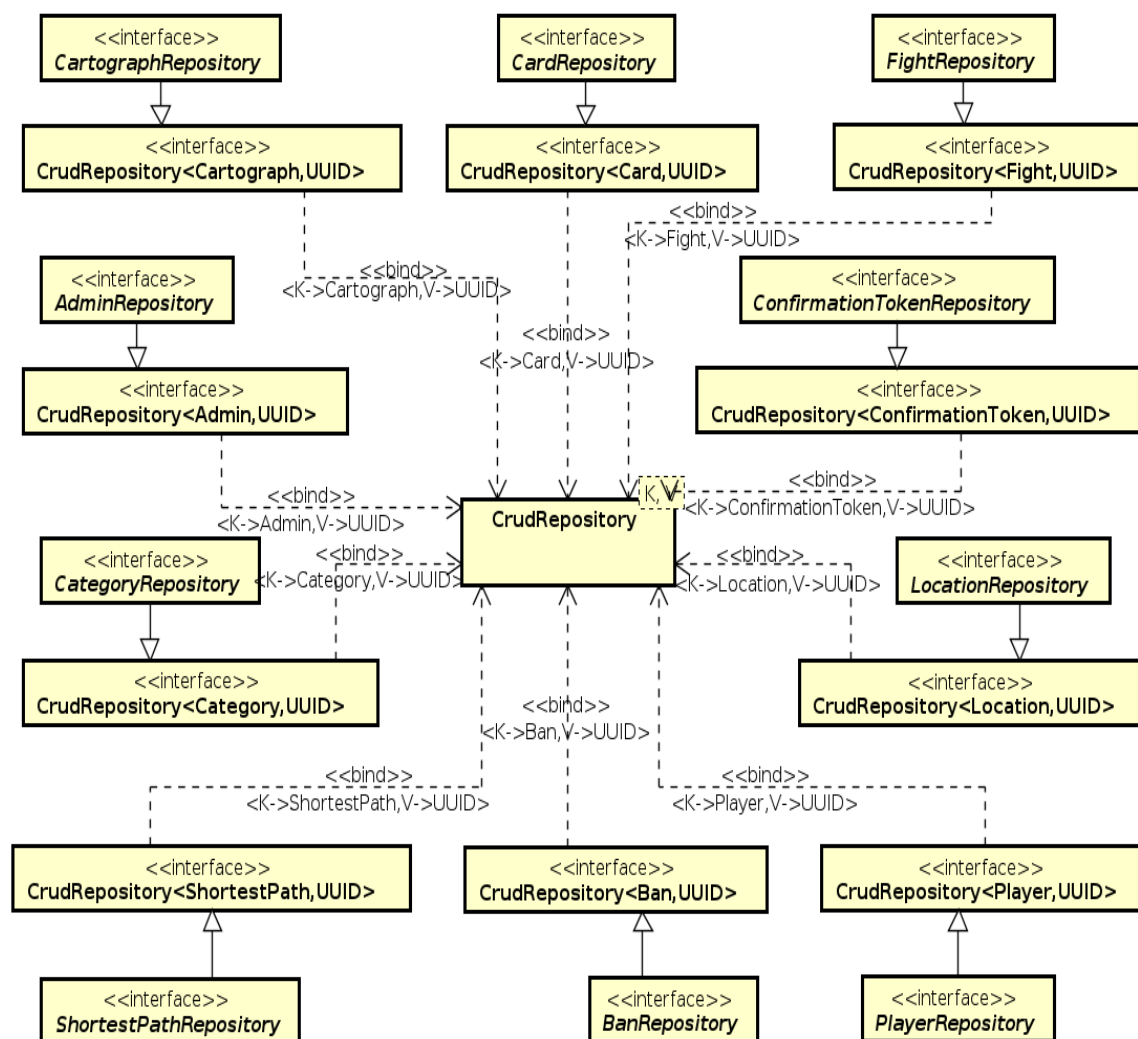 <<interface>>
CartographRepository
<<interface>>
CardRepository
<<interface>>
FightRepository
<<interface>>
CrudRepository<Cartograph,UUID>
<<interface>>
CrudRepository<Card,UUID>
<<interface>>
CrudRepository<Fight,UUID>
<<bind>>
<K->Fight,V->UUID>
<<bind>>
<K->Cartograph,V->UUID>
<<interface>>
AdminRepository
<<interface>>
ConfirmationTokenRepository
<<bind>>
<K->Card,V->UUID>
<<interface>>
CrudRepository<Admin,UUID>
<<interface>>
CrudRepository<ConfirmationToken,UUID>
<<bind>>
<K->Admin,V->UUID>
K, V
CrudRepository
<<bind>>
<K->ConfirmationToken,V->UUID>
<<interface>>
CategoryRepository
<<bind>>
<K->Category,V->UUID>
<<bind>>
<K->Location,V->UUID>
<<interface>>
LocationRepository
<<interface>>
CrudRepository<Category,UUID>
<<interface>>
CrudRepository<Location,UUID>
<<bind>>
<K->Ban,V->UUID>
<<bind>>
<K->ShortestPath,V->UUID>
<<bind>>
<K->Player,V->UUID>
<<interface>>
CrudRepository<ShortestPath,UUID>
<<interface>>
CrudRepository<Ban,UUID>
<<interface>>
CrudRepository<Player,UUID>
<<interface>>
ShortestPathRepository
<<interface>>
BanRepository
<<interface>>
PlayerRepository